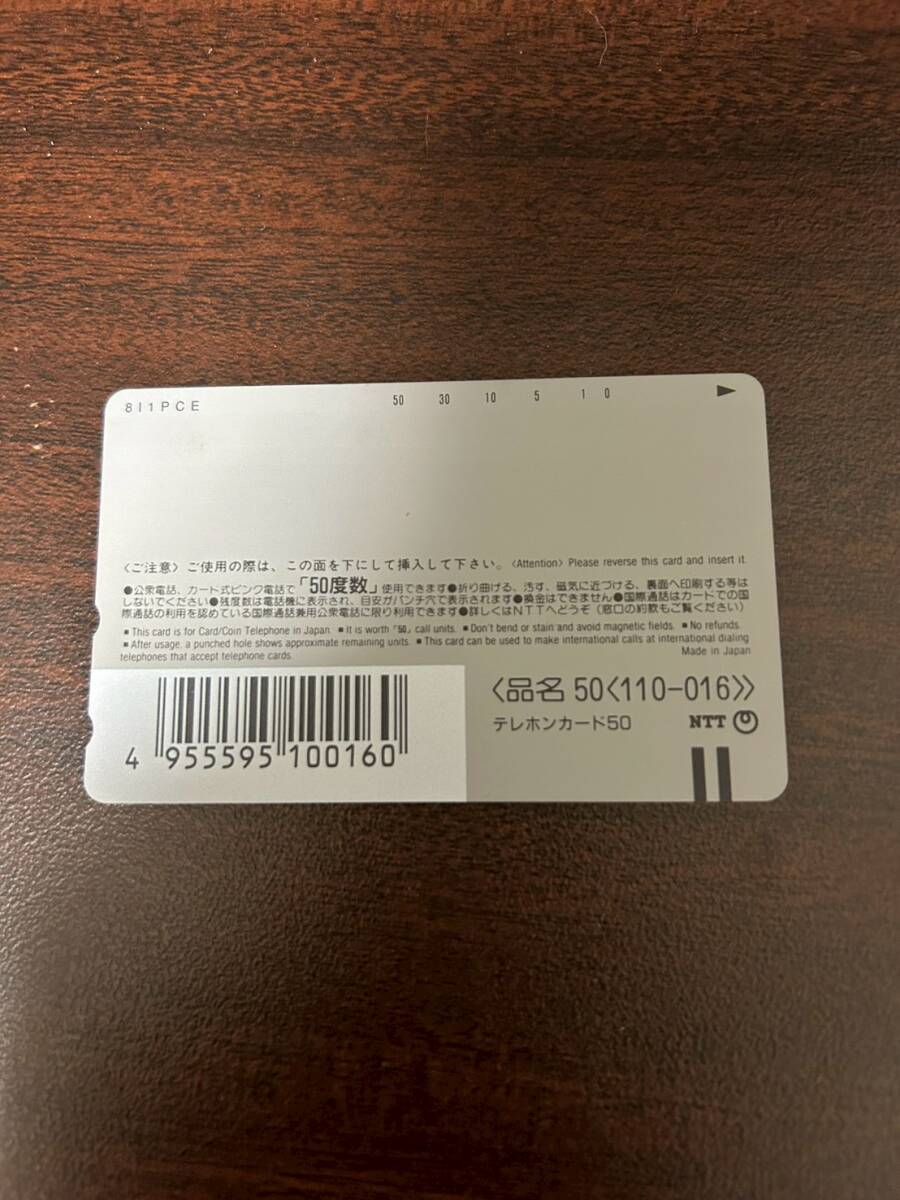 811PCE 50 30 10 5 1 0
〈ご注意〉ご使用の際は、この面を下にして挿入して下さい。〈Attention〉Please reverse this card and insert it
●公衆電話、カード式ピンク電話で「50度数」使用できます●折り曲げる、汚す、磁気に近づける、裏面へ印刷する等は
しないでください●残度数は電話機に表示され、目安がパンチ穴で表示されます●換金はできません●国際通話はカードでの国
際通話の利用を認めている国際通話兼用公衆電話に限り利用できます●詳しくはNTTへどうぞ（窓口の約款もご覧ください）
■This card is for Card/Coin Telephone in Japan. ■It is worth「50」call units. ■Don't bend or stain and avoid magnetic fields. ■No refunds.
■After usage, a punched hole shows approximate remaining units. ■This card can be used to make international calls at international dialing
telephones that accept telephone cards. Made in Japan
〈品名 50〈110-016〉〉
テレホンカード50 NTT
4 955595 100160